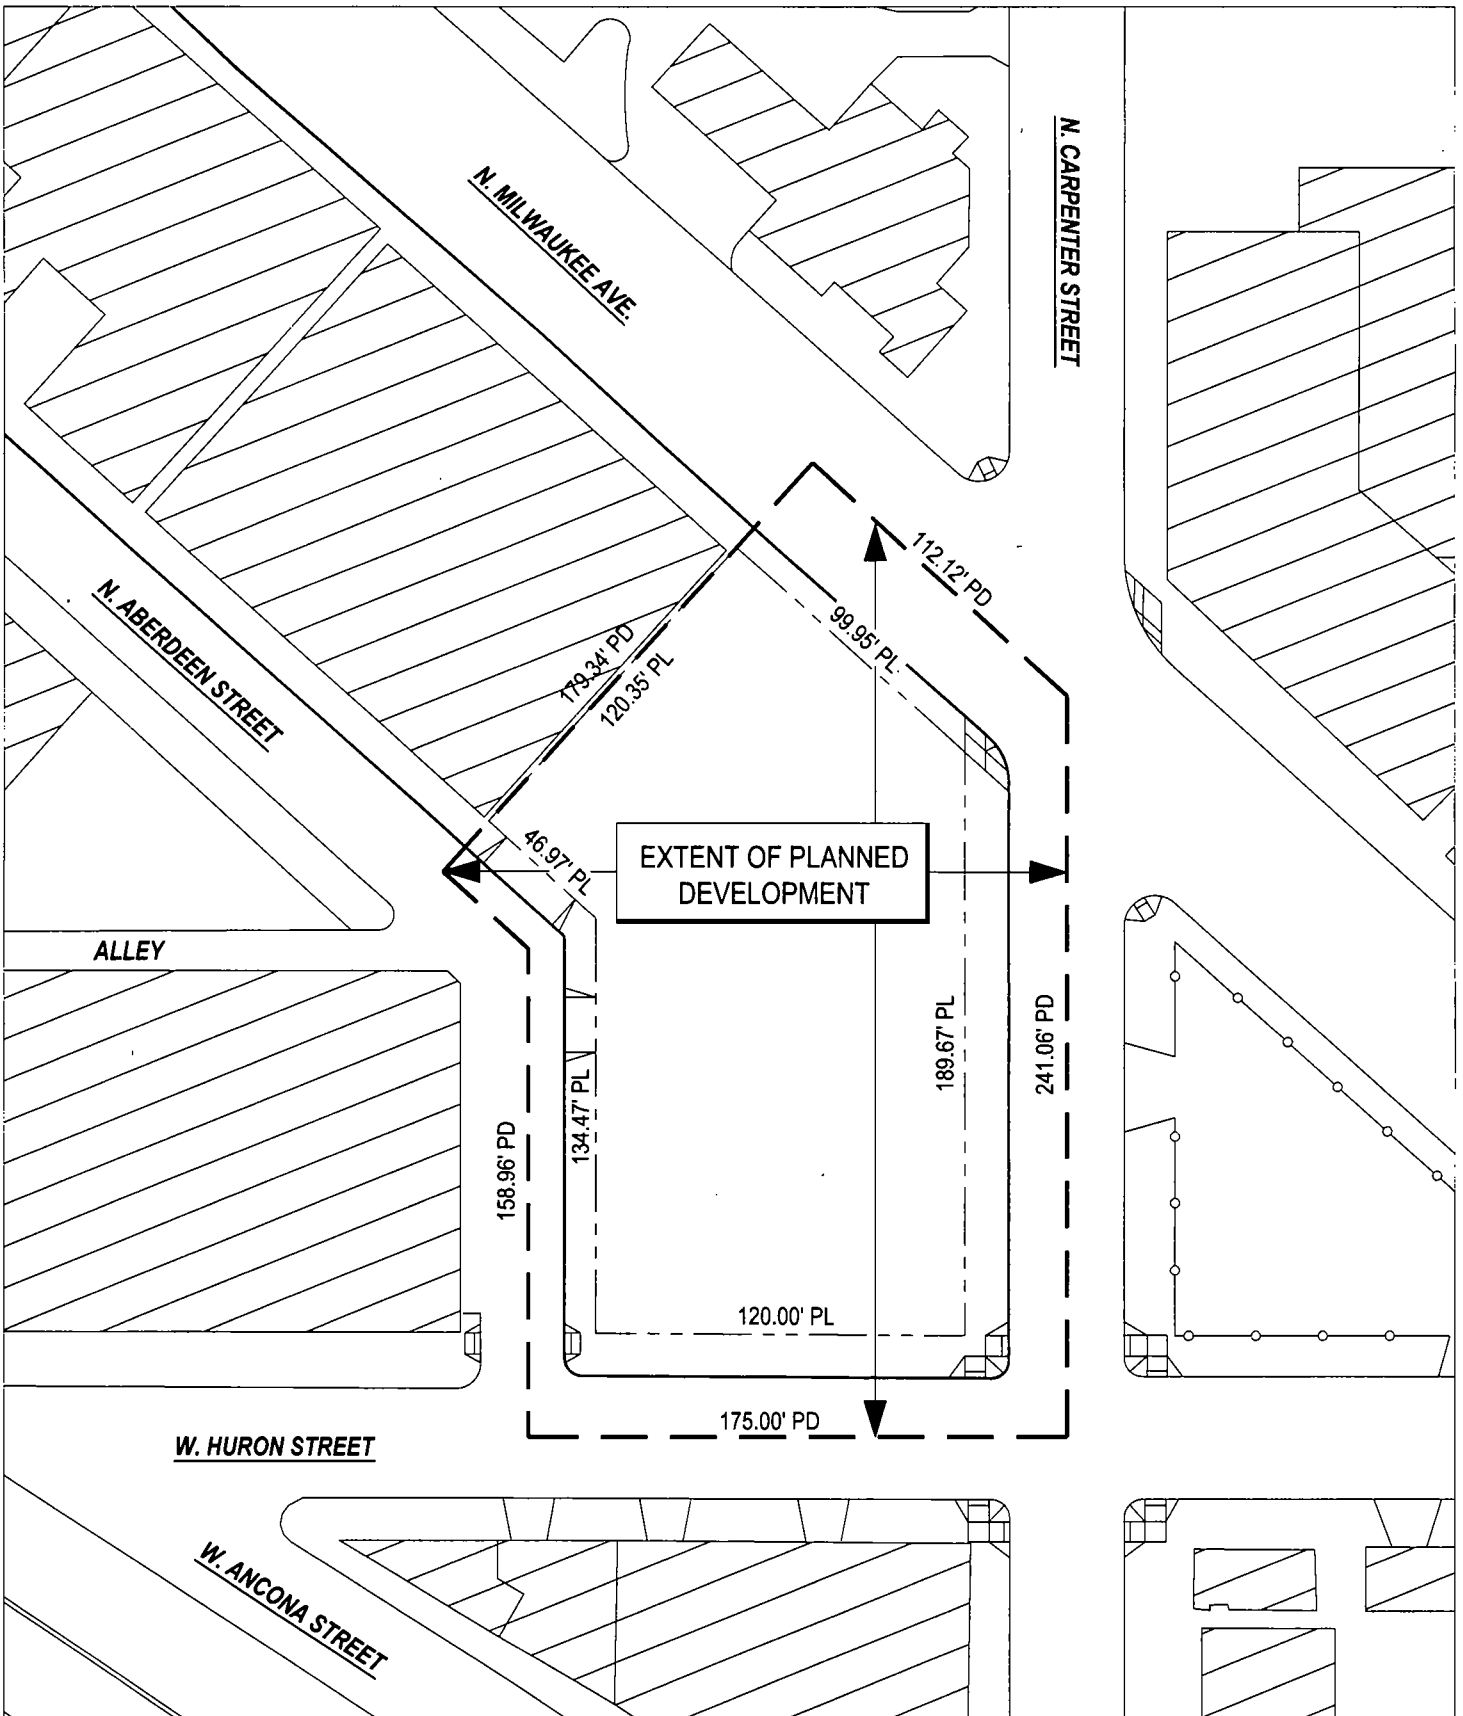 N. CARPENTER STREET
N. MILWAUKEE AVE.
112.12' PD
N. ABERDEEN STREET
99.95' PL
179.34' PD
120.35' PL
46.97' PL
EXTENT OF PLANNED
DEVELOPMENT
ALLEY
189.67' PL
241.06' PD
134.47' PL
158.96' PD
120.00' PL
175.00' PD
W. HURON STREET
W. ANCONA STREET